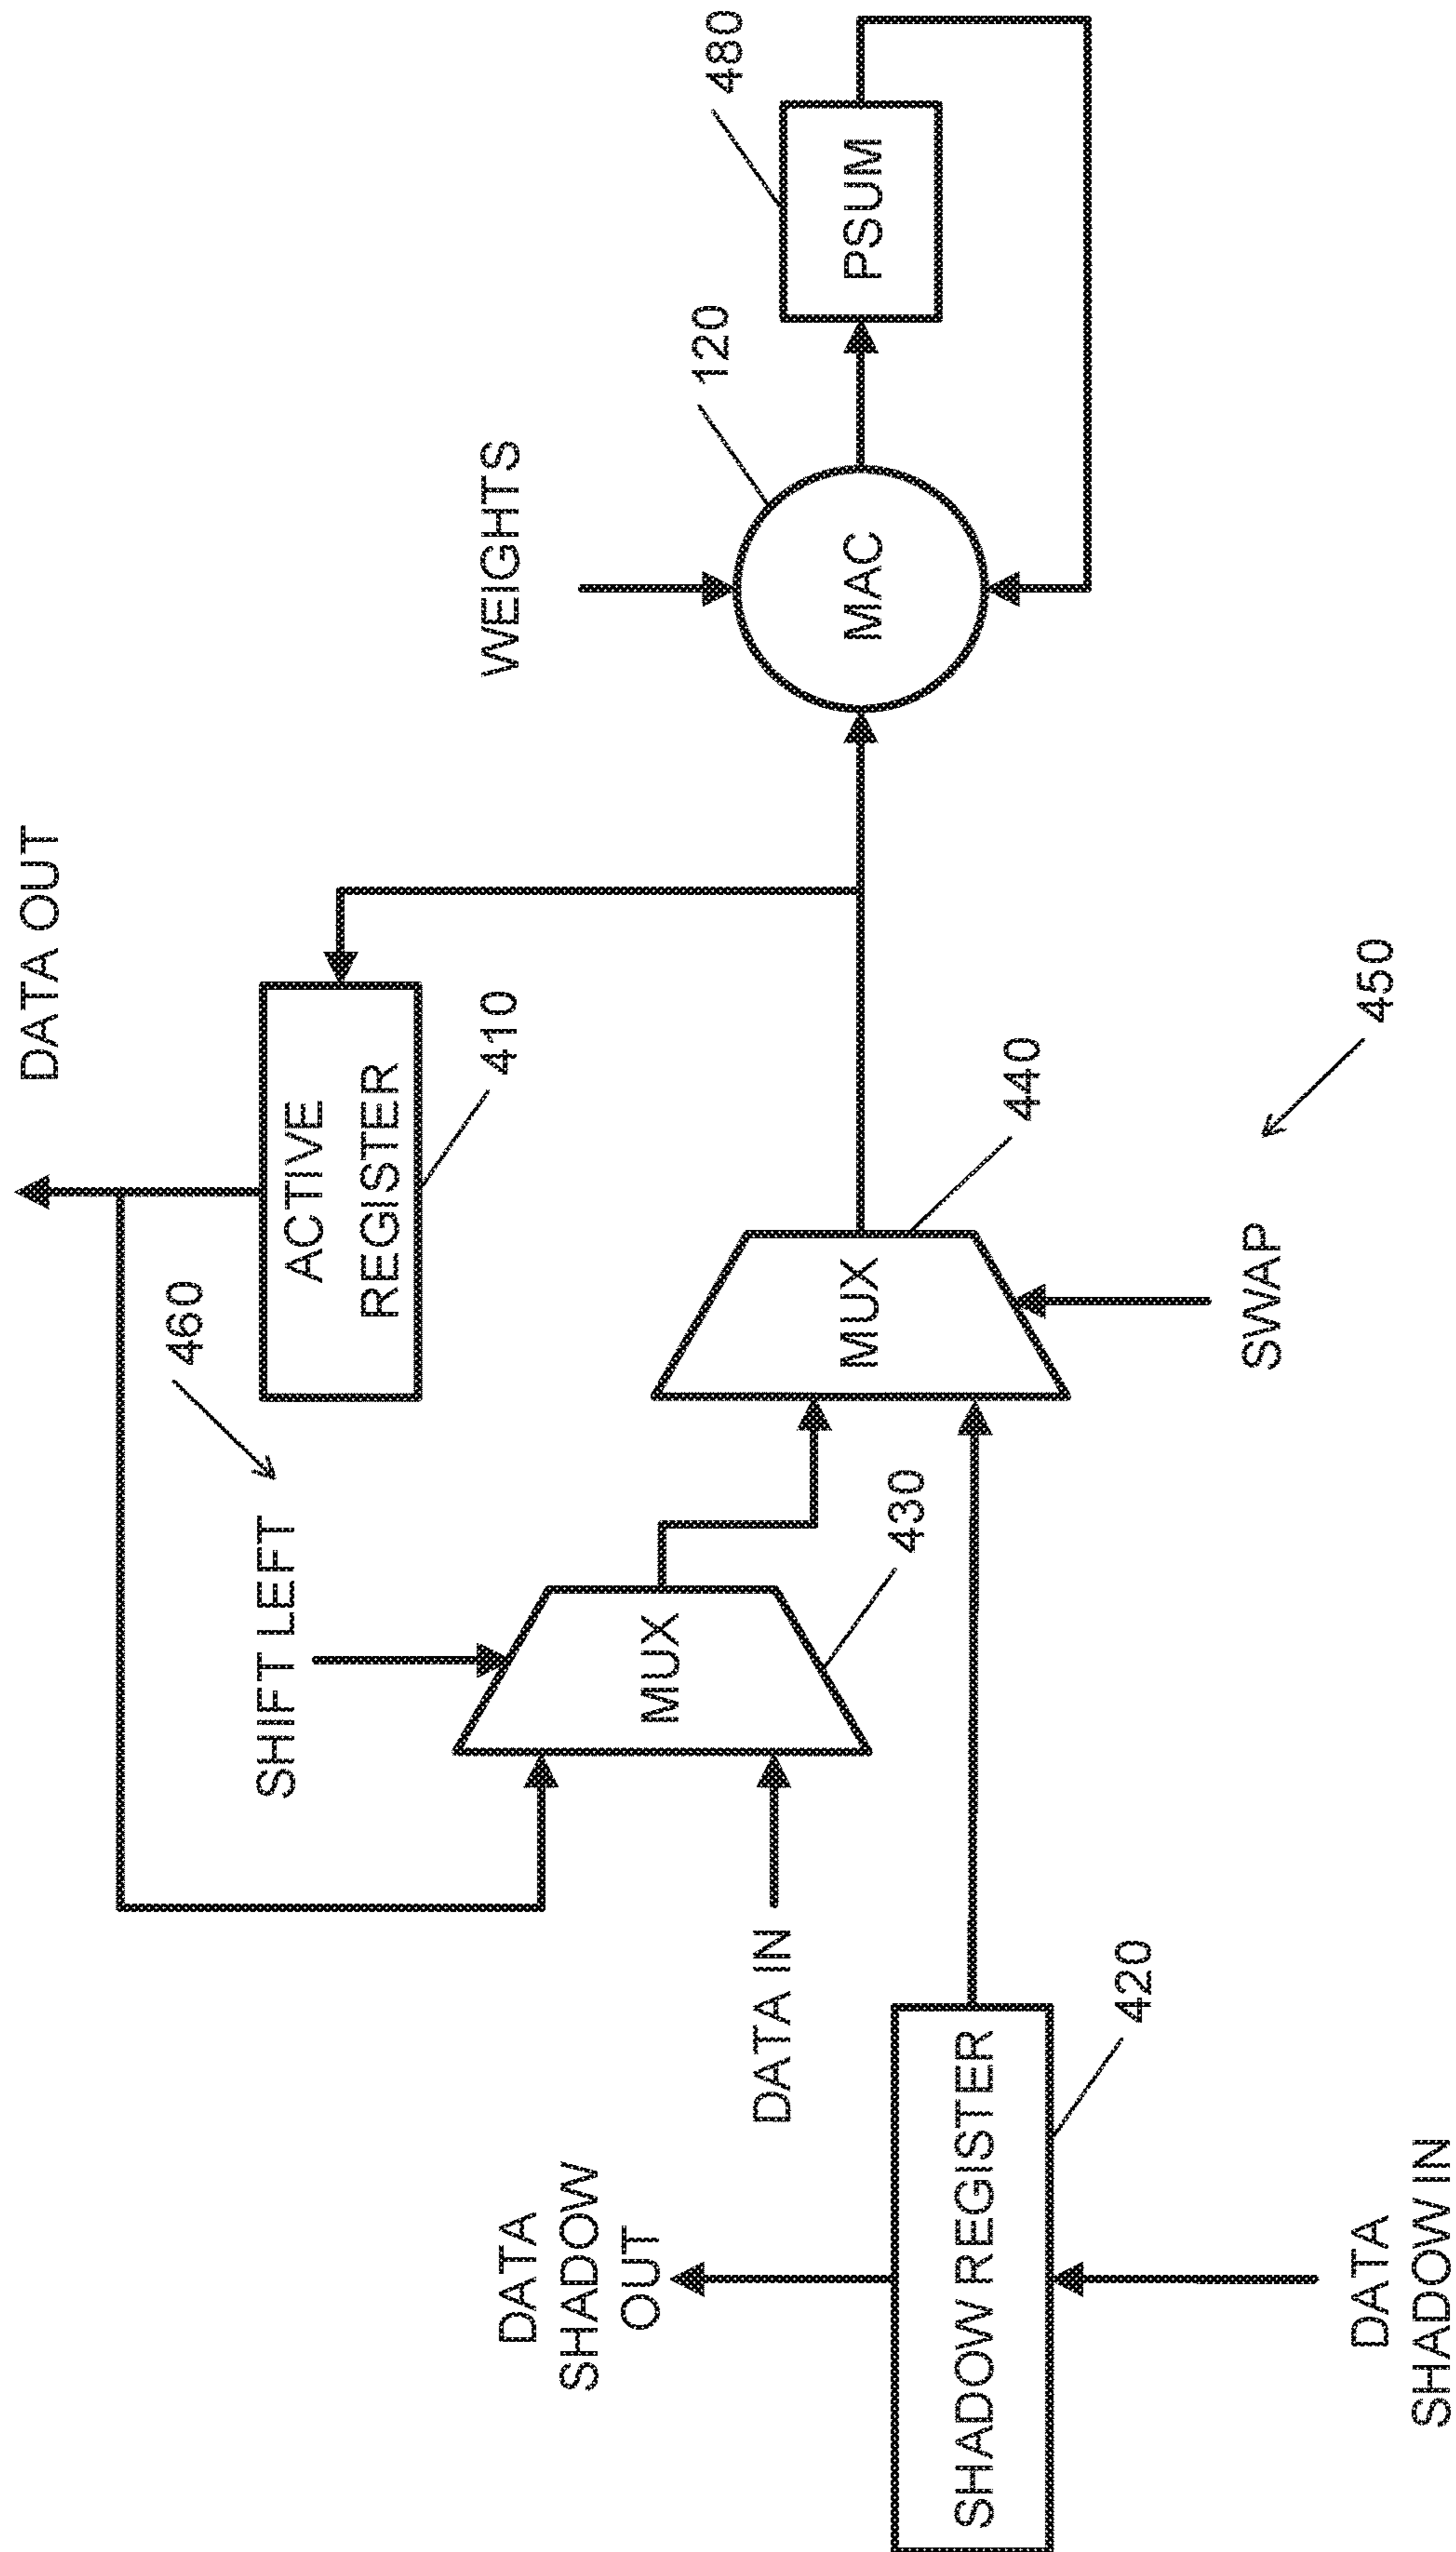 DATA OUT
460
SHIFT LEFT
ACTIVE
REGISTER
410
WEIGHTS
120
480
DATA
SHADOW
OUT
DATA IN
MUX
430
MUX
440
MAC
PSUM
SHADOW REGISTER
420
SWAP
450
DATA
SHADOW IN